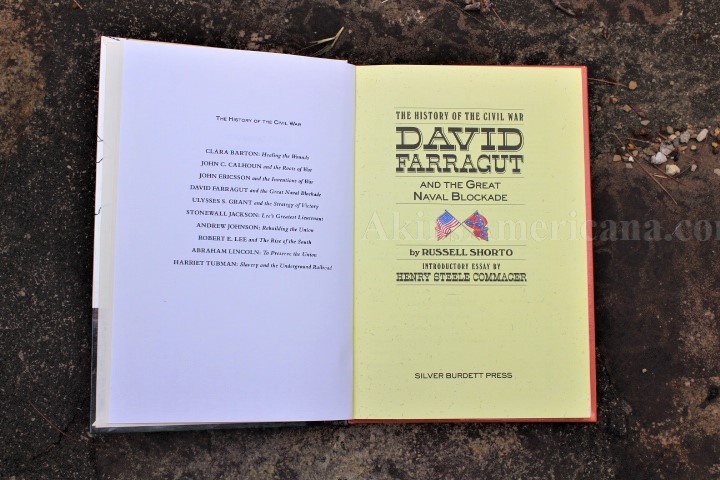 THE HISTORY OF THE CIVIL WAR
CLARA BARTON: Healing the Wounds
JOHN C. CALHOUN and the Roots of War
JOHN ERICSSON and the Inventions of War
DAVID FARRAGUT and the Great Naval Blockade
ULYSSES S. GRANT and the Strategy of Victory
STONEWALL JACKSON: Lee's Greatest Lieutenant
ANDREW JOHNSON: Rebuilding the Union
ROBERT E. LEE and The Rise of the South
ABRAHAM LINCOLN: To Preserve the Union
HARRIET TUBMAN: Slavery and the Underground Railroad
THE HISTORY OF THE CIVIL WAR
DAVID
FARRAGUT
AND THE GREAT
NAVAL BLOCKADE
by RUSSELL SHORTO
INTRODUCTORY ESSAY BY
HENRY STEELE COMMAGER
SILVER BURDETT PRESS